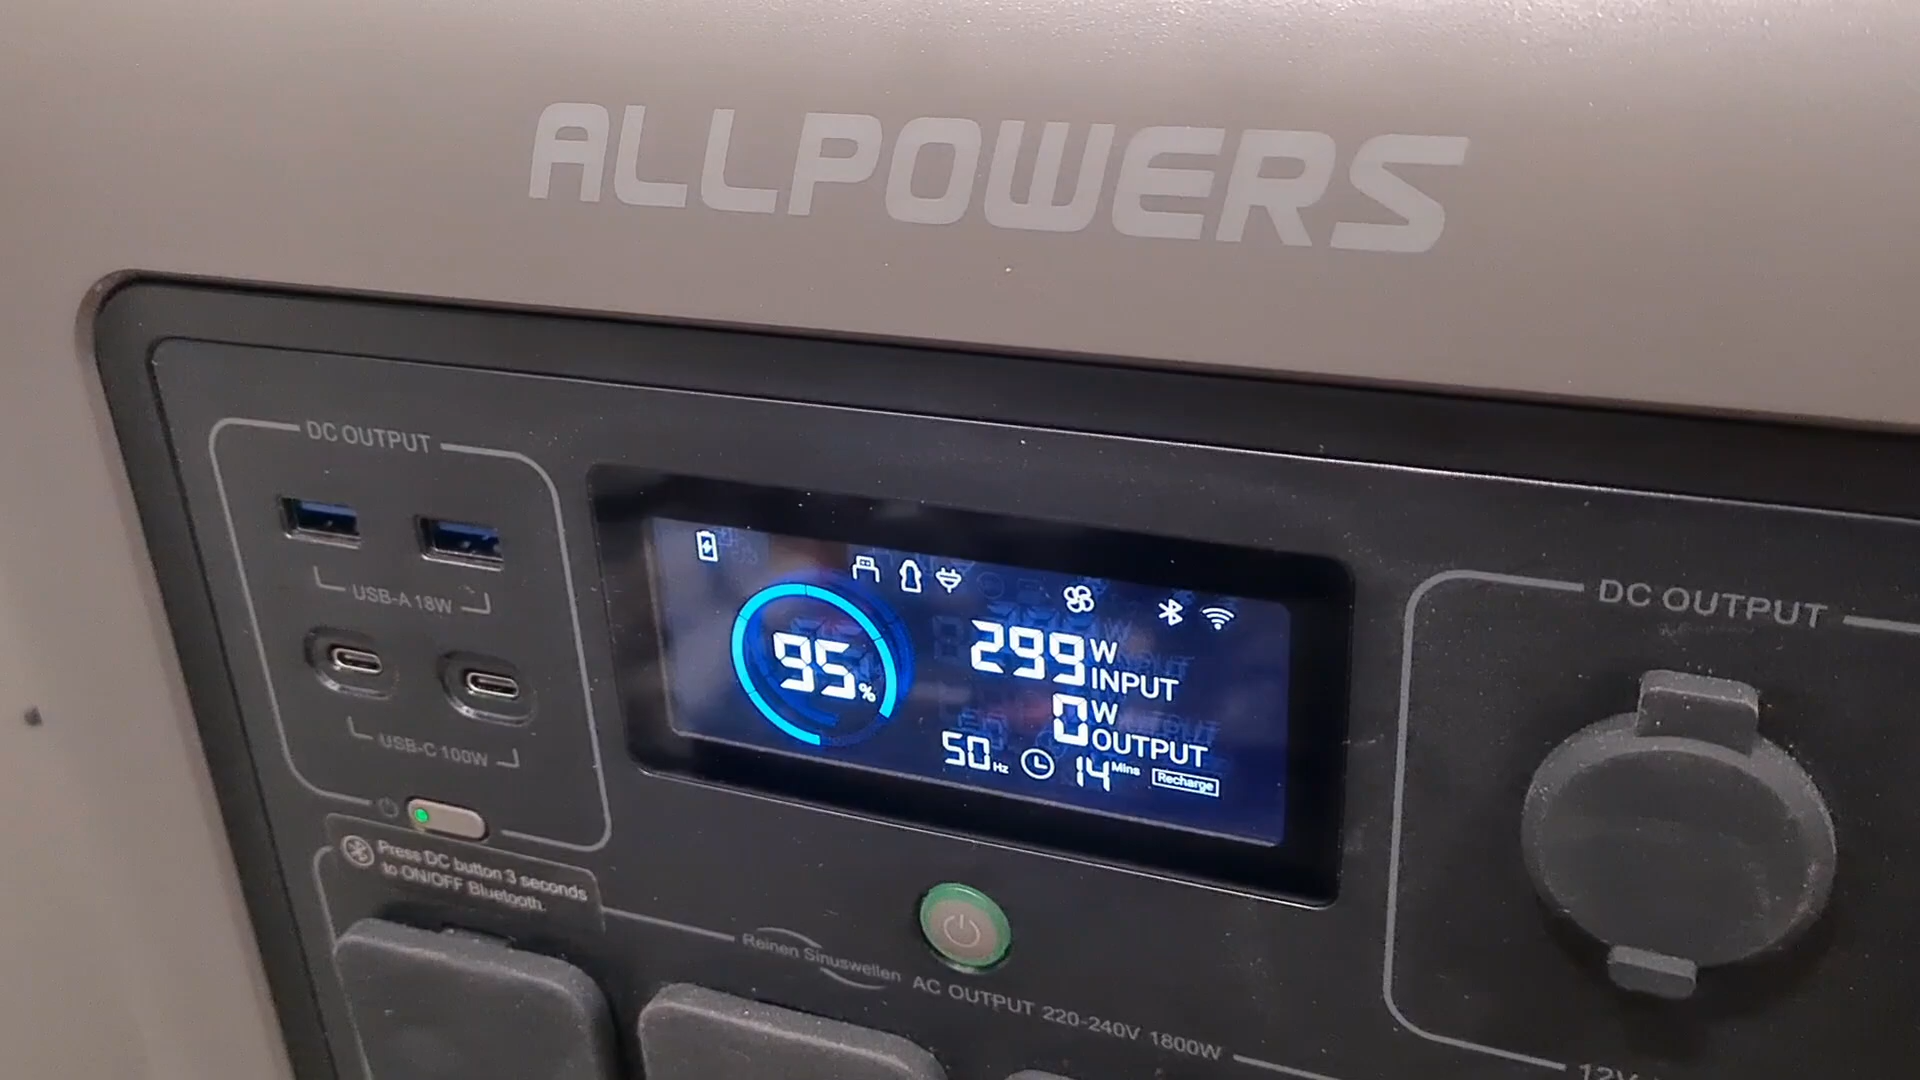 ALLPOWERS
DC OUTPUT
USB-A 18W
USB-C 100W
Press DC button 3 seconds
to ON/OFF Bluetooth.
95%
299W
INPUT
0W
OUTPUT
50Hz 14Mins Recharge
Reinen Sinuswellen
AC OUTPUT 220-240V 1800W
DC OUTPUT
12V